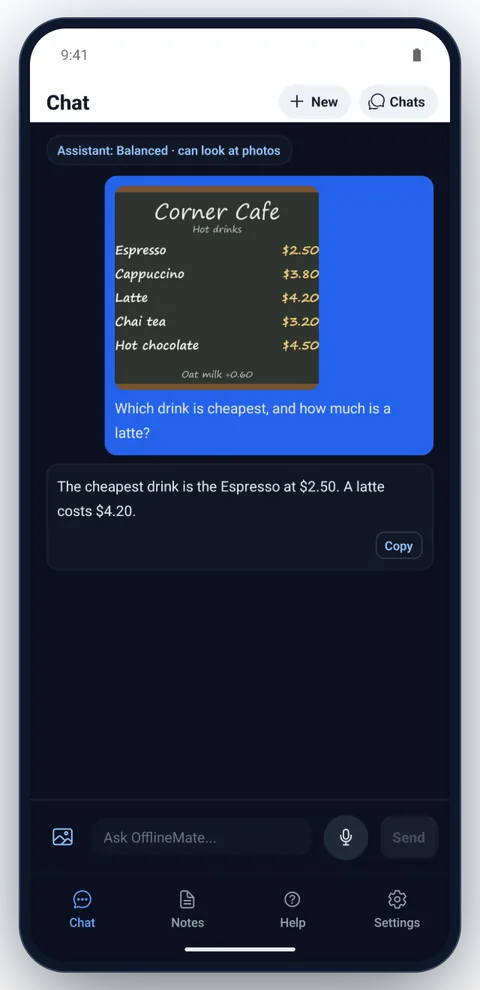 9:41
Chat
New
Chats
Assistant: Balanced · can look at photos
Corner Cafe
Hot drinks
Espresso $2.50
Cappuccino $3.80
Latte $4.20
Chai tea $3.20
Hot chocolate $4.50
Oat milk +0.60
Which drink is cheapest, and how much is a
latte?
The cheapest drink is the Espresso at $2.50. A latte
costs $4.20.
Copy
Ask OfflineMate...
Send
Chat
Notes
Help
Settings